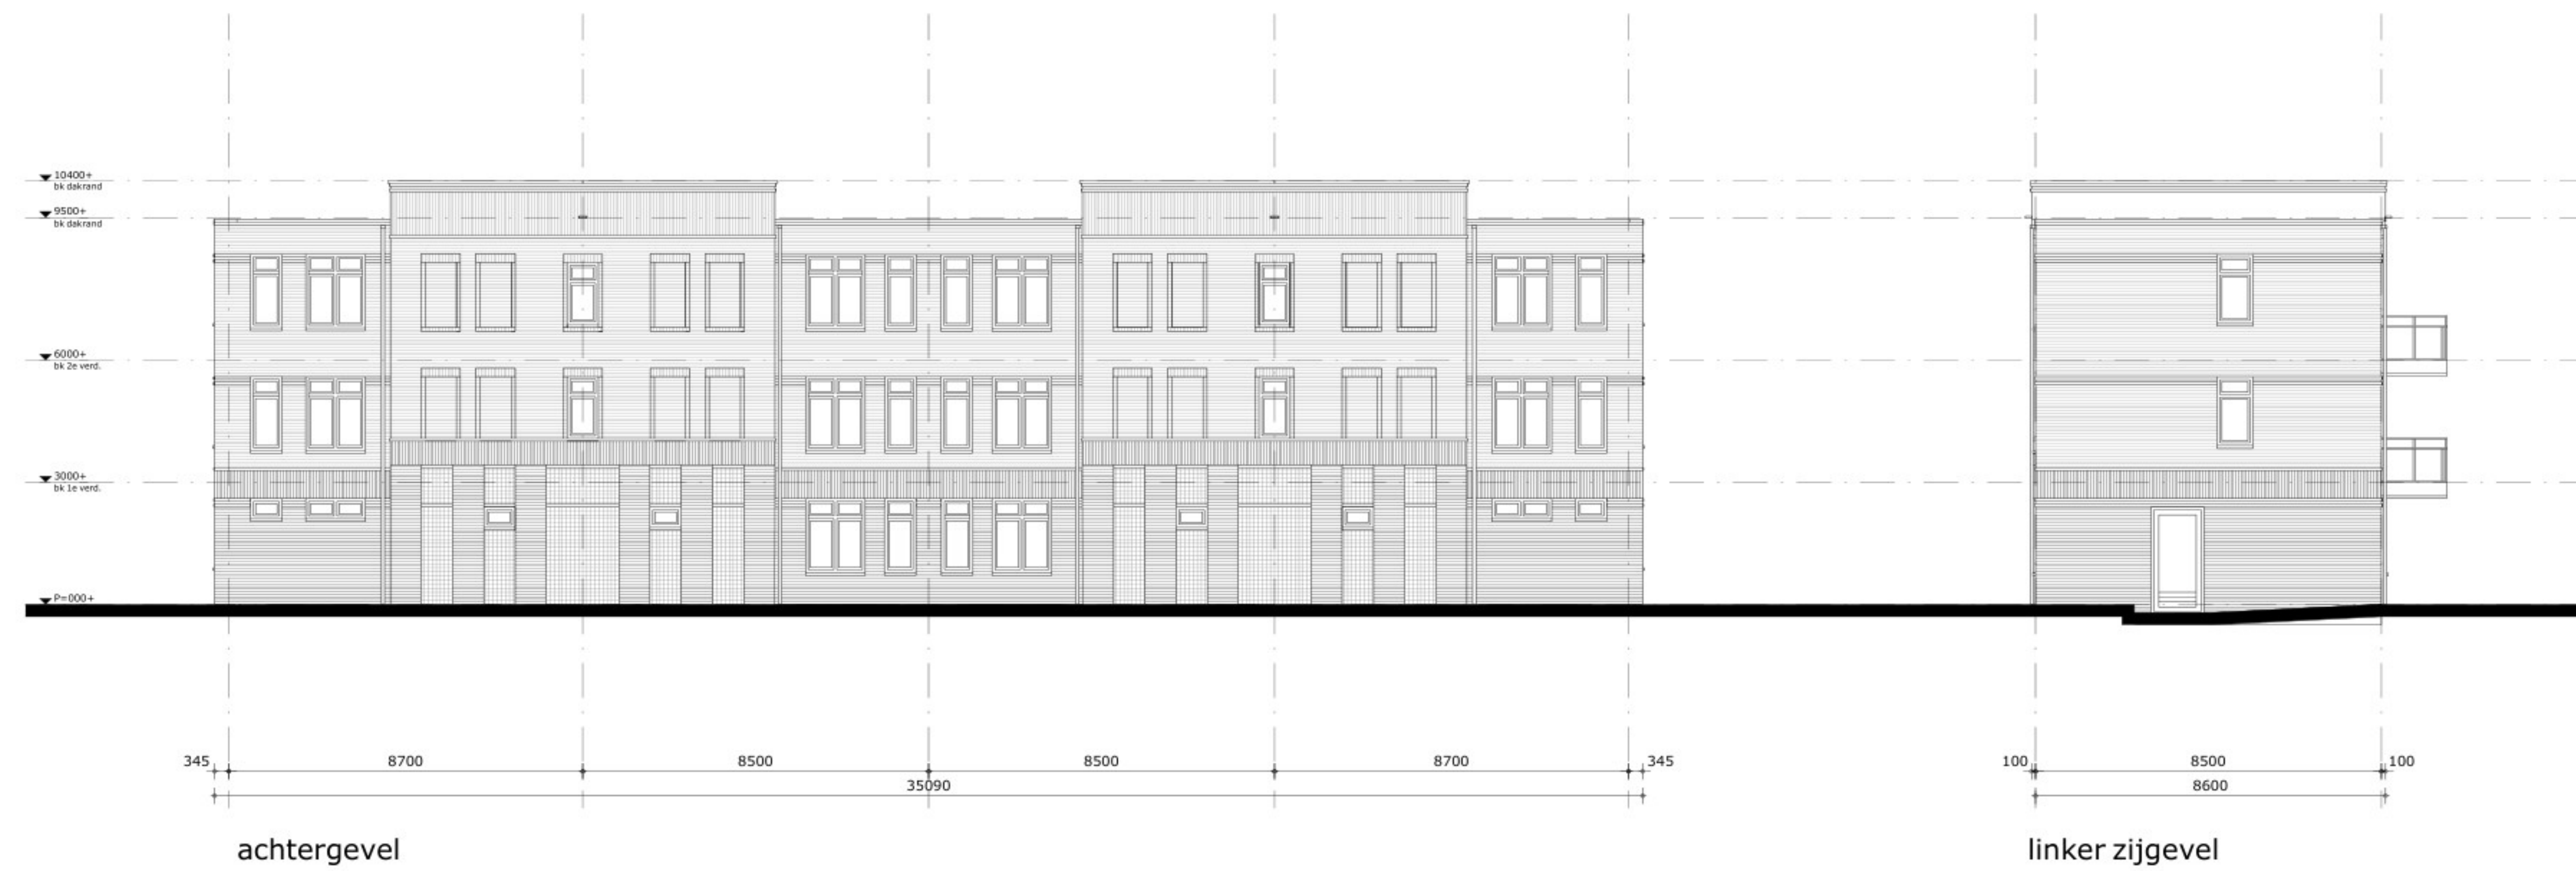 10400+
bk dakrand
9500+
bk dakrand
6000+
bk 2e verd.
3000+
bk 1e verd.
P=000+
345 8700 8500 8500 8700 345
35090
100 8500 100
8600
achtergevel
linker zijgevel